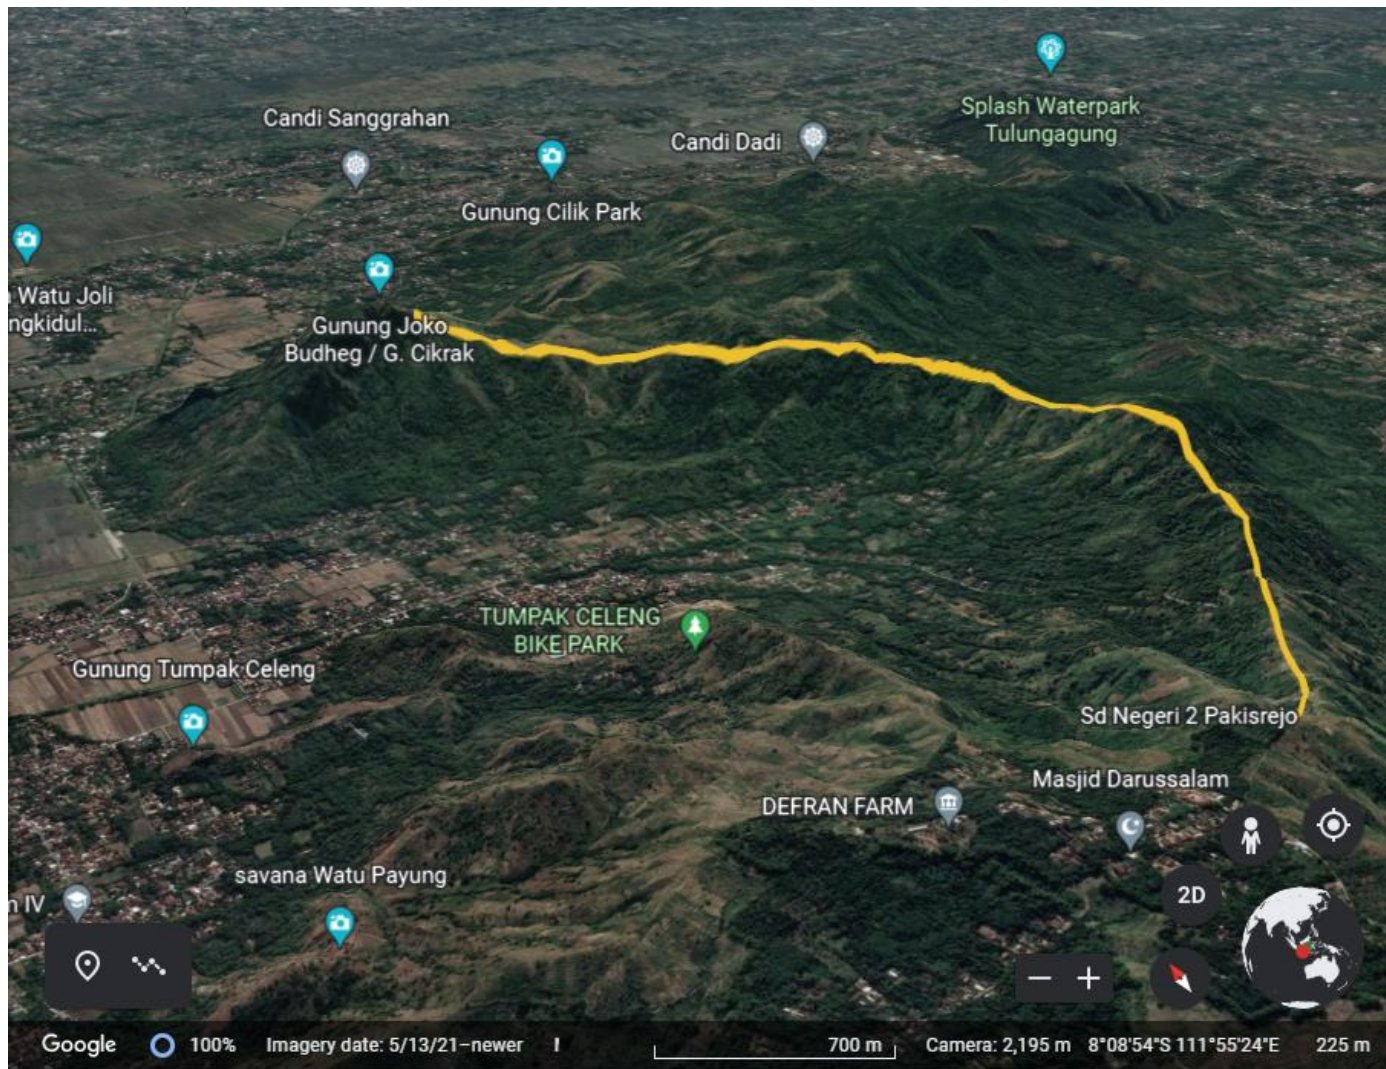 Splash Waterpark
Tulungagung
Candi Sanggrahan
Candi Dadi
Gunung Cilik Park
Watu Joli
ngkidul...
Gunung Joko
Budheg / G. Cikrak
TUMPAK CELENG
BIKE PARK
Gunung Tumpak Celeng
Sd Negeri 2 Pakisrejo
Masjid Darussalam
DEFRAN FARM
savana Watu Payung
IV
2D
Google 100% Imagery date: 5/13/21–newer 700 m Camera: 2,195 m 8°08'54"S 111°55'24"E 225 m